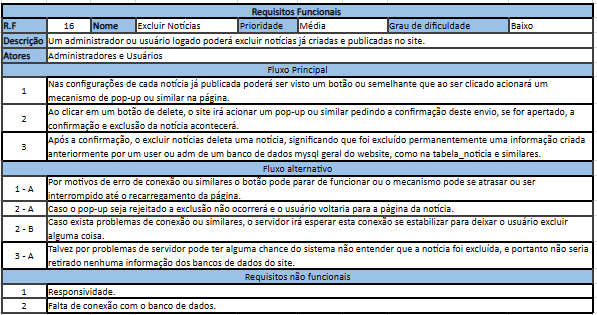 Requisitos Funcionais
R.F 16 Nome Excluir Notícias Prioridade Média Grau de dificuldade Baixo
Descrição Um administrador ou usuário logado poderá excluir notícias já criadas e publicadas no site.
Atores Administradores e Usuários
Fluxo Principal
1 Nas configurações de cada notícia já publicada poderá ser visto um botão ou semelhante que ao ser clicado acionará um
mecanismo de pop-up ou similar na página.
2 Ao clicar em um botão de delete, o site irá acionar um pop-up ou similar pedindo a confirmação deste envio, se for apertado, a
confirmação e exclusão da notícia acontecerá.
3 Após a confirmação, o excluir notícias deleta uma notícia, significando que foi excluído permanentemente uma informação criada
anteriormente por um user ou adm de um banco de dados mysql geral do website, como na tabela_noticia e similares.
Fluxo alternativo
1 - A Por motivos de erro de conexão ou similares o botão pode parar de funcionar ou o mecanismo pode se atrasar ou ser
interrompido até o recarregamento da página.
2 - A Caso o pop-up seja rejeitado a exclusão não ocorrerá e o usuário voltaria para a página da notícia.
2 - B Caso exista problemas de conexão ou similares, o servidor irá esperar esta conexão se estabilizar para deixar o usuário excluir
alguma coisa.
3 - A Talvez por problemas de servidor pode ter alguma chance do sistema não entender que a notícia foi excluída, e portanto não seria
retirado nenhuma informação dos bancos de dados do site.
Requisitos não funcionais
1 Responsividade.
2 Falta de conexão com o banco de dados.